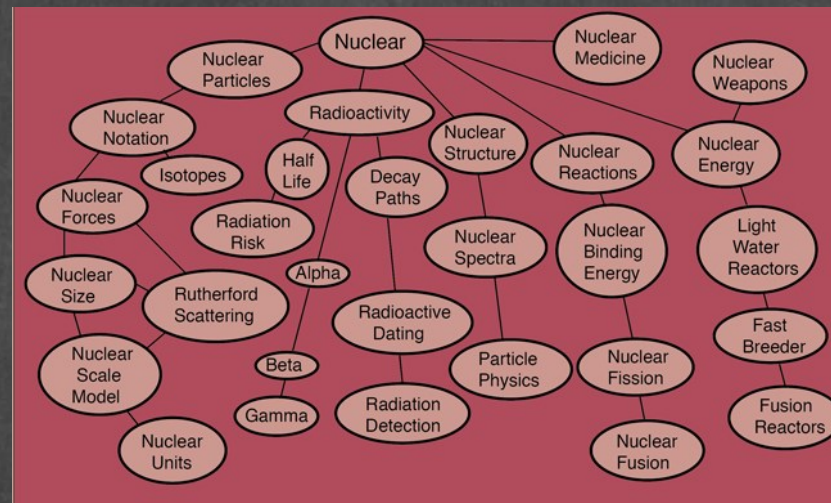 Nuclear
Nuclear
Particles
Nuclear
Medicine
Nuclear
Weapons
Nuclear
Notation
Radioactivity
Nuclear
Structure
Nuclear
Reactions
Nuclear
Energy
Isotopes
Half
Life
Decay
Paths
Nuclear
Forces
Radiation
Risk
Nuclear
Spectra
Nuclear
Binding
Energy
Light
Water
Reactors
Nuclear
Size
Rutherford
Scattering
Alpha
Radioactive
Dating
Fast
Breeder
Nuclear
Scale
Model
Beta
Particle
Physics
Nuclear
Fission
Gamma
Radiation
Detection
Fusion
Reactors
Nuclear
Units
Nuclear
Fusion